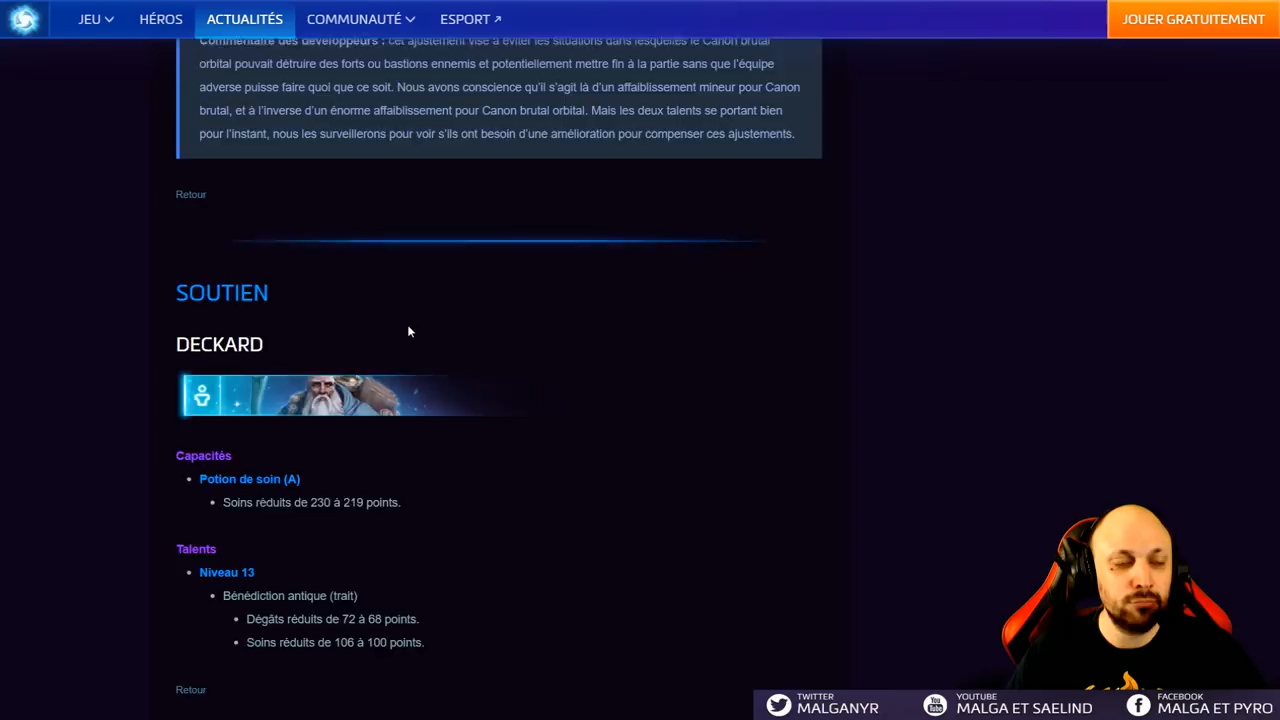 JEU HÉROS ACTUALITÉS COMMUNAUTÉ ESPORT JOUER GRATUITEMENT
Commentaire des développeurs : cet ajustement vise à éviter les situations dans lesquelles le Canon brutal
orbital pouvait détruire des forts ou bastions ennemis et potentiellement mettre fin à la partie sans que l'équipe
adverse puisse faire quoi que ce soit. Nous avons conscience qu'il s'agit là d'un affaiblissement mineur pour Canon
brutal, et à l'inverse d'un énorme affaiblissement pour Canon brutal orbital. Mais les deux talents se portant bien
pour l'instant, nous les surveillerons pour voir s'ils ont besoin d'une amélioration pour compenser ces ajustements.
Retour
SOUTIEN
DECKARD
Capacités
Potion de soin (A)
Soins réduits de 230 à 219 points.
Talents
Niveau 13
Bénédiction antique (trait)
Dégâts réduits de 72 à 68 points.
Soins réduits de 106 à 100 points.
Retour
TWITTER
MALGANYR
YOUTUBE
MALGA ET SAELIND
FACEBOOK
MALGA ET PYRO